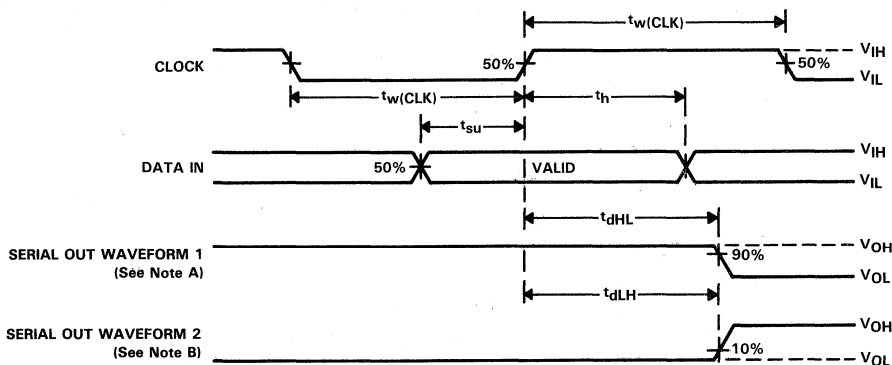 tw(CLK)
CLOCK
50%
50%
VIH
VIL
tw(CLK)
th
tsu
DATA IN
50%
VALID
VIH
VIL
tdHL
SERIAL OUT WAVEFORM 1
(See Note A)
90%
VOH
VOL
tdLH
SERIAL OUT WAVEFORM 2
(See Note B)
10%
VOH
VOL